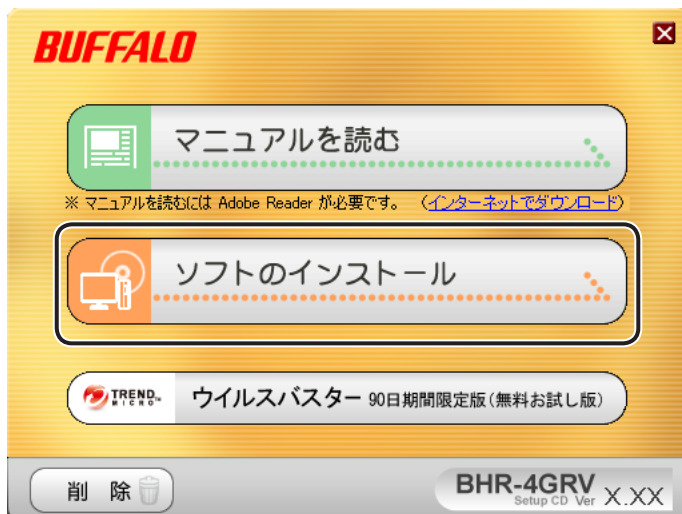 BUFFALO
マニュアルを読む
※ マニュアルを読むには Adobe Reader が必要です。 (インターネットでダウンロード)
ソフトのインストール
TREND MICRO ウイルスバスター 90日期間限定版(無料お試し版)
削 除
BHR-4GRV
Setup CD Ver X.XX